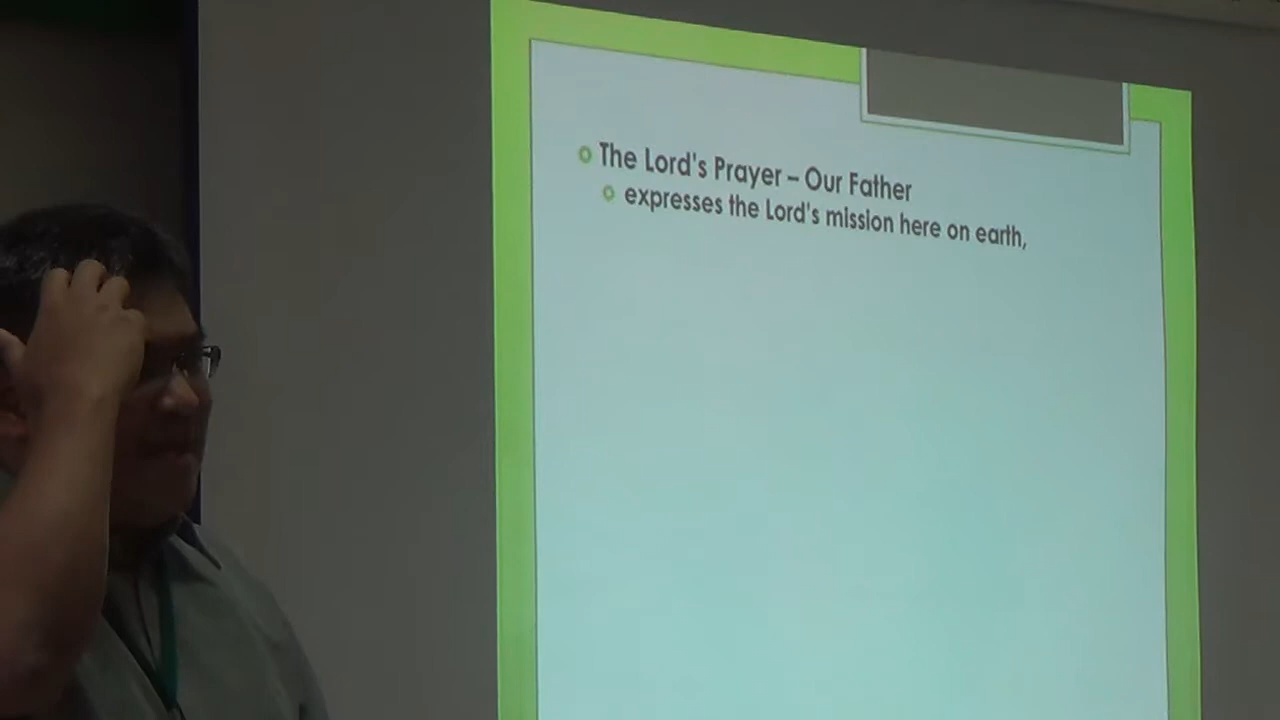 The Lord's Prayer – Our Father
expresses the Lord's mission here on earth,